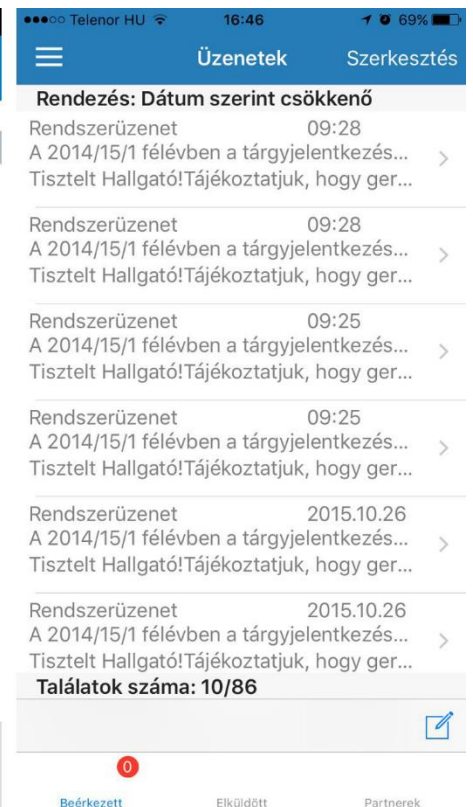 Telenor HU 16:46 69%
Üzenetek Szerkesztés
Rendezés: Dátum szerint csökkenő
Rendszerüzenet 09:28
A 2014/15/1 félévben a tárgyjelentkezés...
Tisztelt Hallgató!Tájékoztatjuk, hogy ger...
Rendszerüzenet 09:28
A 2014/15/1 félévben a tárgyjelentkezés...
Tisztelt Hallgató!Tájékoztatjuk, hogy ger...
Rendszerüzenet 09:25
A 2014/15/1 félévben a tárgyjelentkezés...
Tisztelt Hallgató!Tájékoztatjuk, hogy ger...
Rendszerüzenet 09:25
A 2014/15/1 félévben a tárgyjelentkezés...
Tisztelt Hallgató!Tájékoztatjuk, hogy ger...
Rendszerüzenet 2015.10.26
A 2014/15/1 félévben a tárgyjelentkezés...
Tisztelt Hallgató!Tájékoztatjuk, hogy ger...
Rendszerüzenet 2015.10.26
A 2014/15/1 félévben a tárgyjelentkezés...
Tisztelt Hallgató!Tájékoztatjuk, hogy ger...
Találatok száma: 10/86
0
Beérkezett Elküldött Partnerek